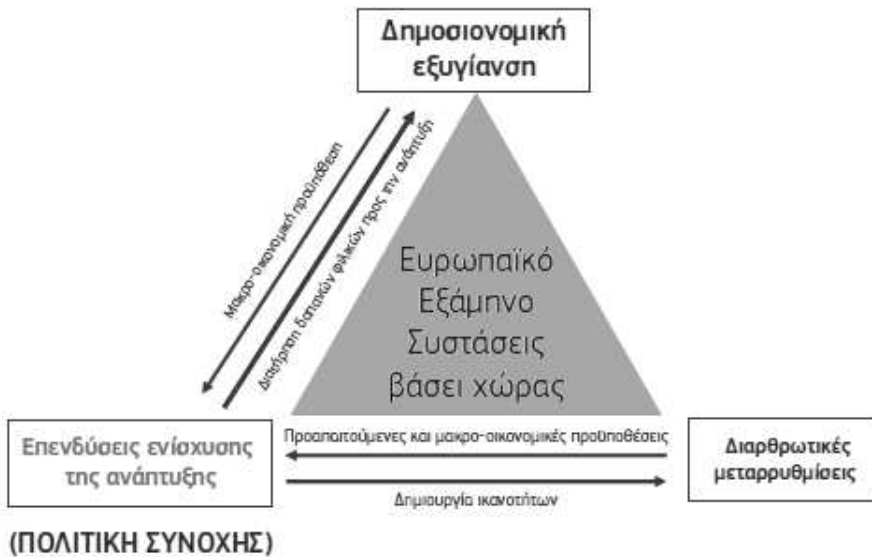 Δημοσιονομική
εξυγίανση
Μακρο-οικονομική προϋπόθεση
Διατήρηση δαπανών φιλικών προς την ανάπτυξη
Ευρωπαϊκό
Εξάμηνο
Συστάσεις
βάσει χώρας
Επενδύσεις ενίσχυσης
της ανάπτυξης
Προαπαιτούμενες και μακρο-οικονομικές προϋποθέσεις
Δημιουργία ικανοτήτων
Διαρθρωτικές
μεταρρυθμίσεις
(ΠΟΛΙΤΙΚΗ ΣΥΝΟΧΗΣ)